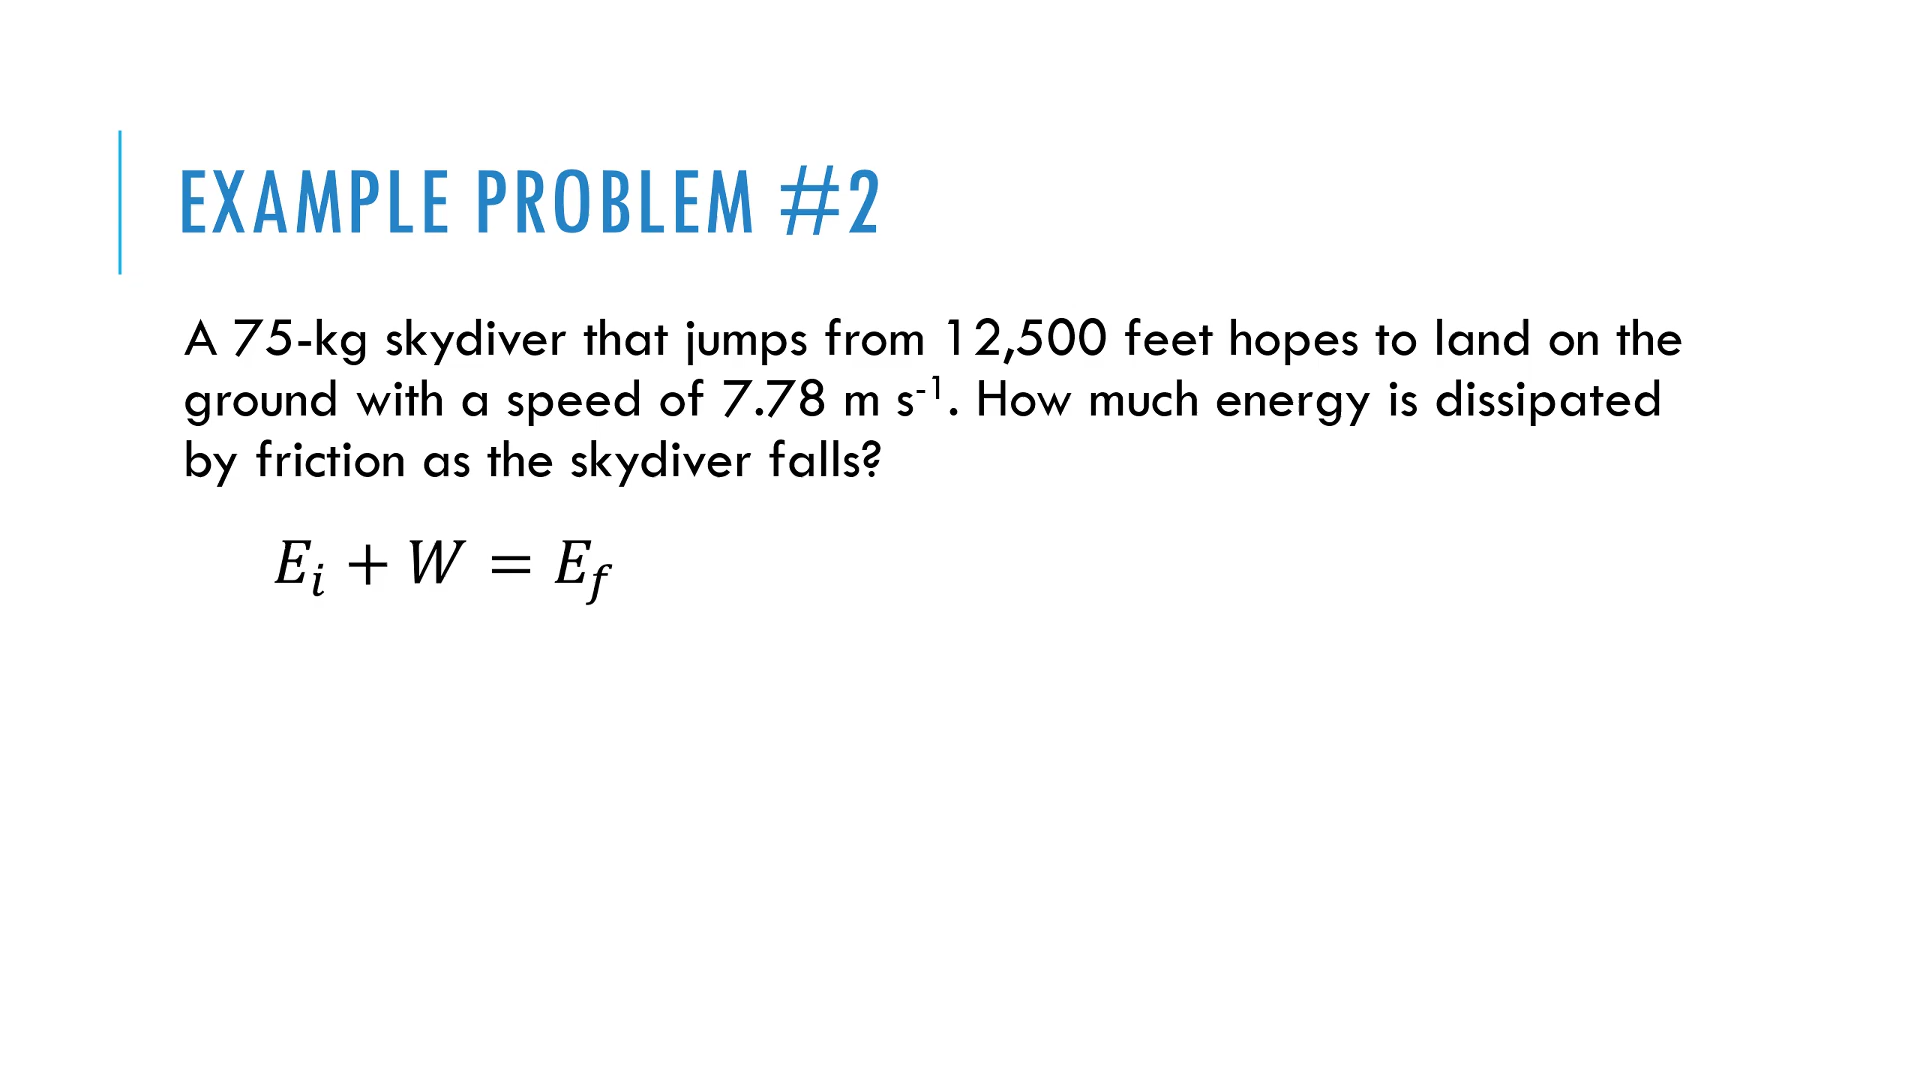 EXAMPLE PROBLEM #2
A 75-kg skydiver that jumps from 12,500 feet hopes to land on the
ground with a speed of 7.78 m s⁻¹. How much energy is dissipated
by friction as the skydiver falls?
𝐸ᵢ + 𝑊 = 𝐸_f